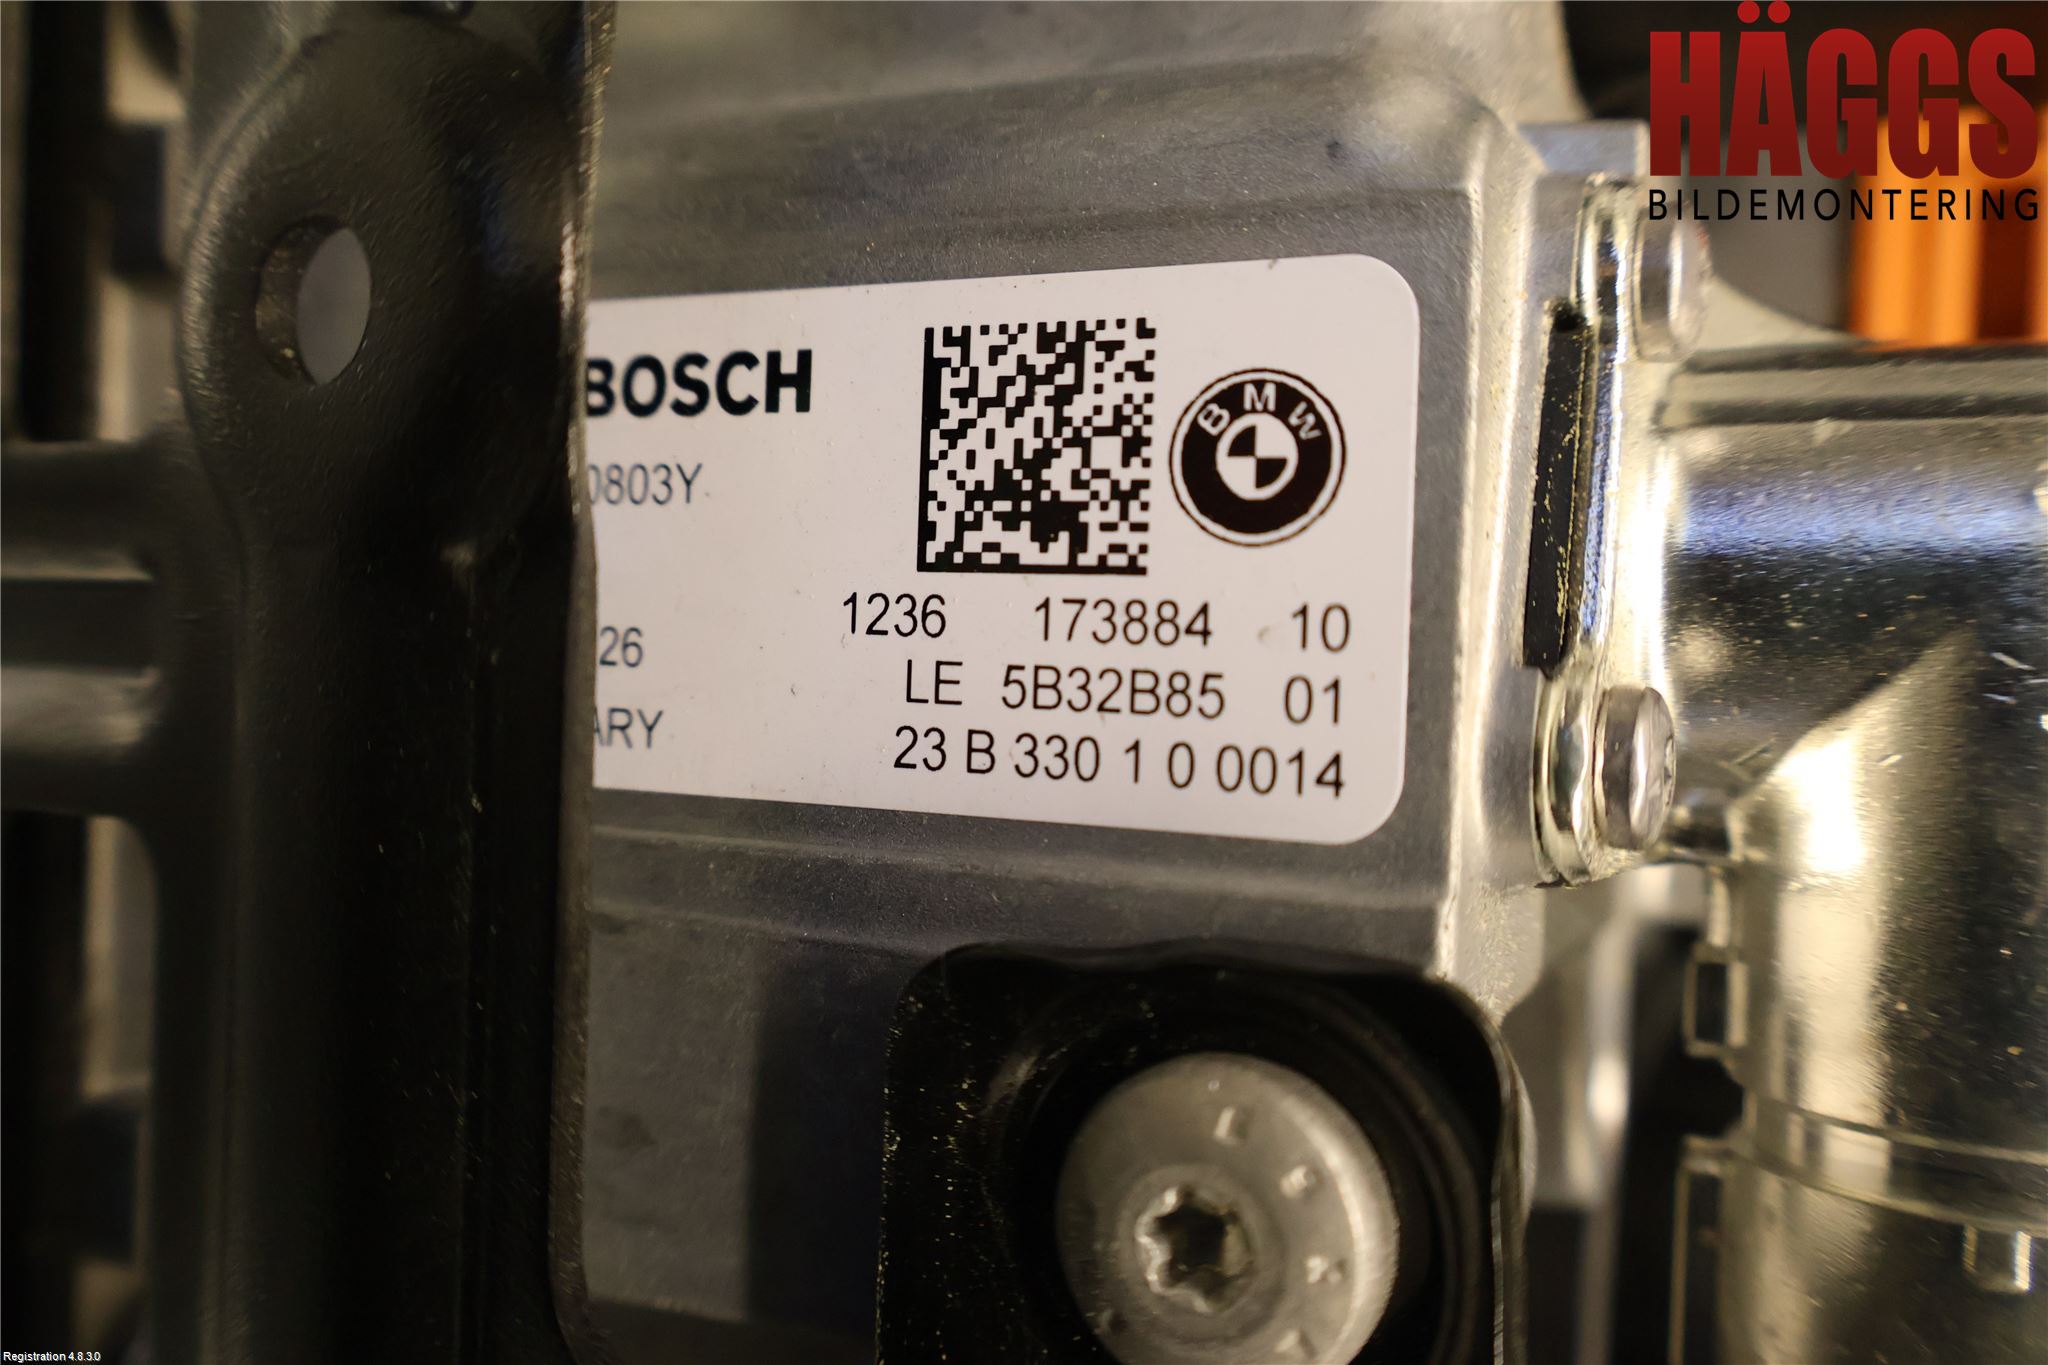 HÄGGS
BILDEMONTERING
BOSCH
BMW
0803Y
1236 173884 10
26
LE 5B32B85 01
ARY
23 B 330 1 0 0014
Registration 4.8.3.0